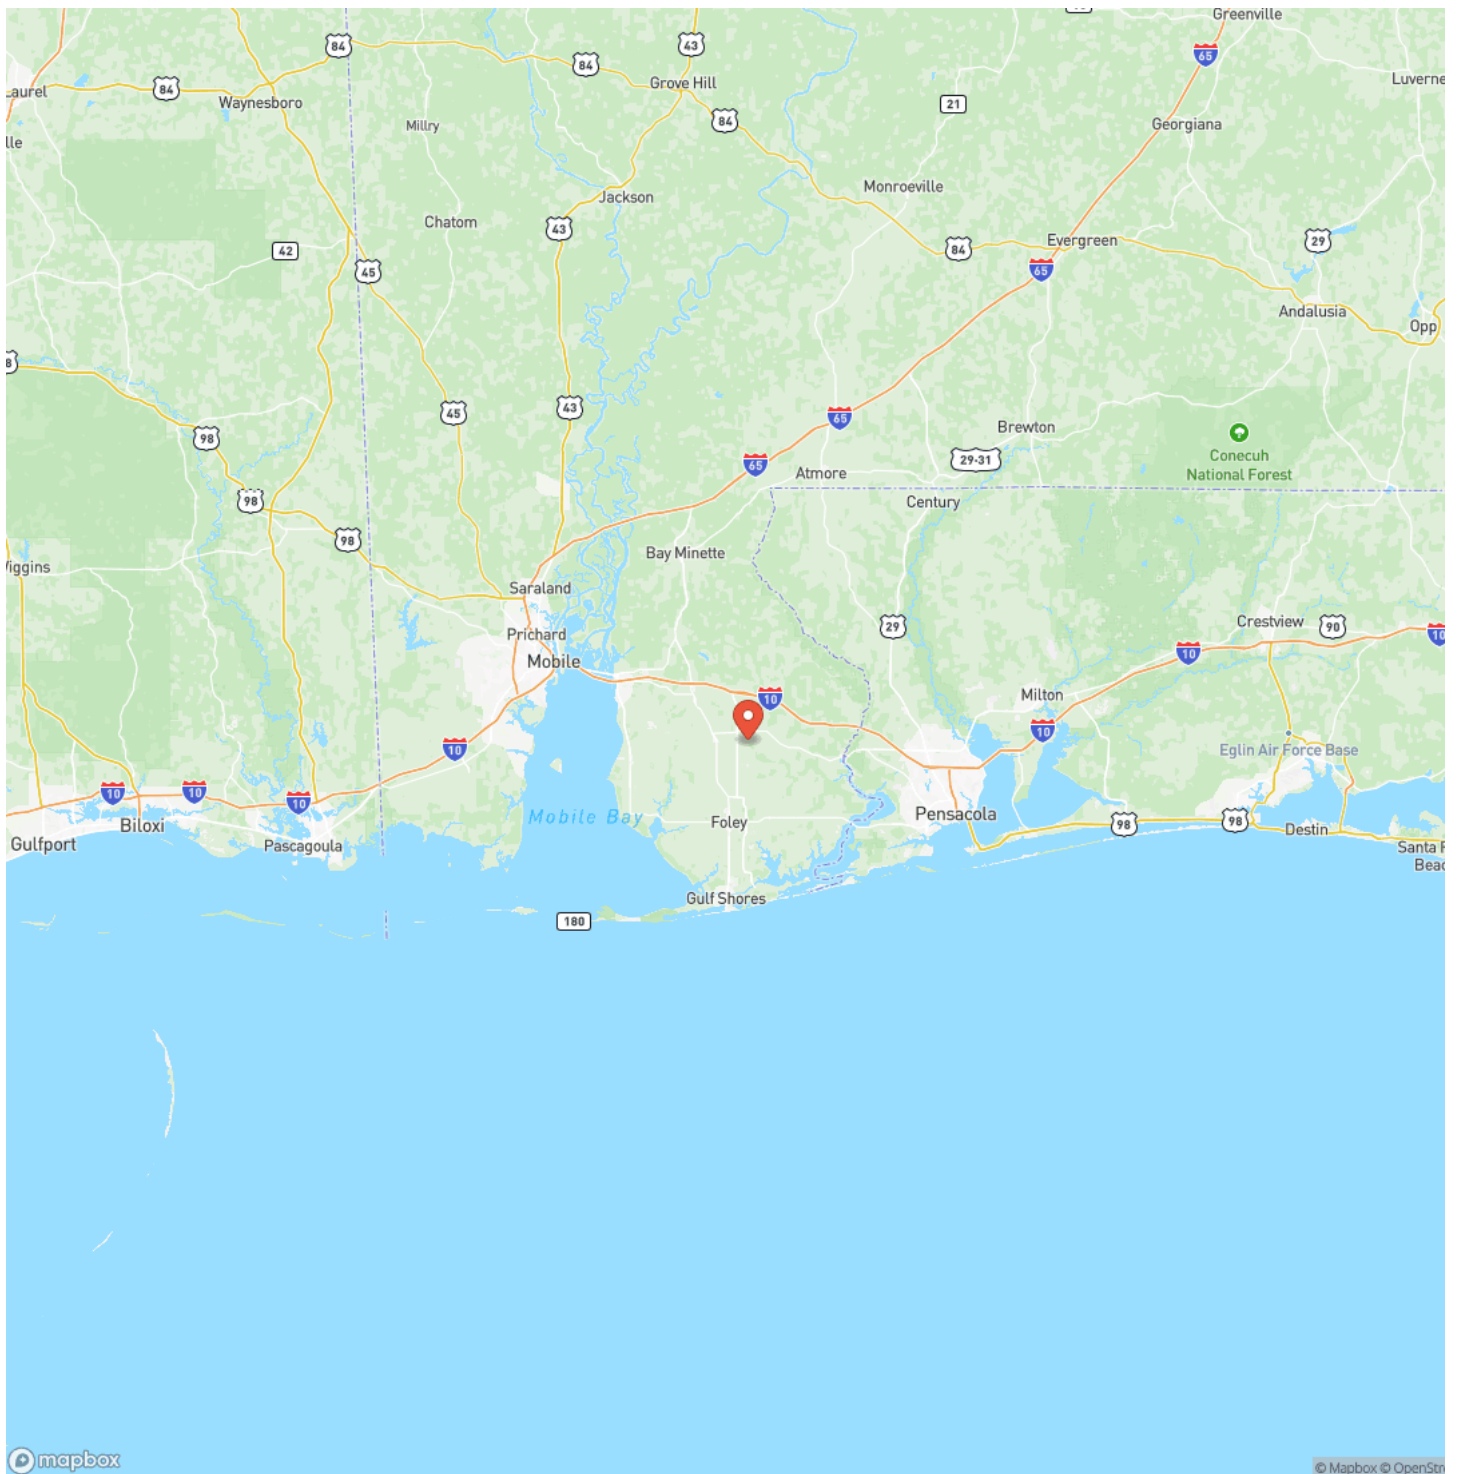 Greenville
84
43
65
84
Laurel
84
Grove Hill
Luverne
Waynesboro
21
84
Millry
Georgiana
lle
Monroeville
Jackson
Chatom
43
Evergreen
29
42
84
45
65
Andalusia
Opp
8
43
45
65
98
Brewton
Conecuh
National Forest
29-31
65
Atmore
98
Century
98
Bay Minette
Wiggins
Saraland
Crestview
90
29
10
Prichard
10
Mobile
Milton
10
10
10
Eglin Air Force Base
10
10
10
Mobile Bay
Pensacola
98
Biloxi
Foley
98
Destin
Gulfport
Pascagoula
Santa R
Beac
Gulf Shores
180
mapbox
© Mapbox © OpenStr